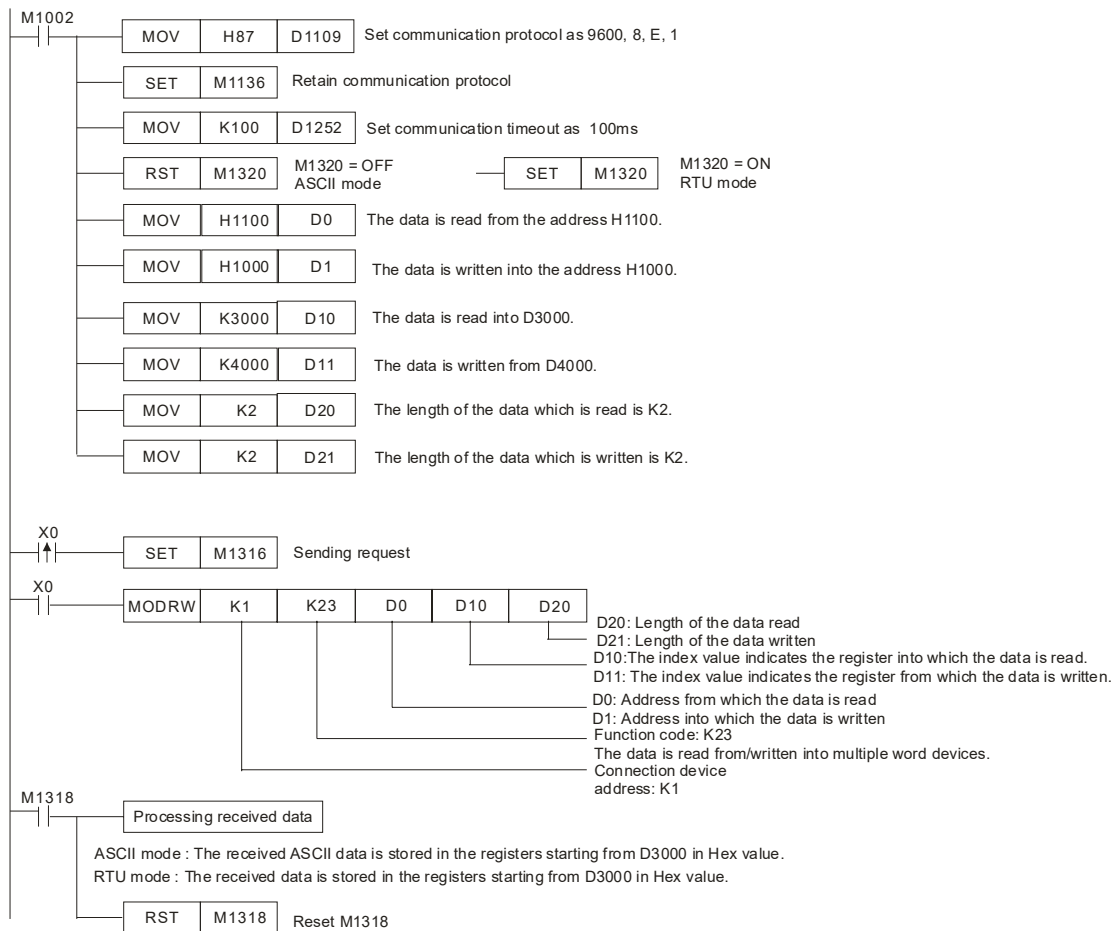 M1002
MOV H87 D1109 Set communication protocol as 9600, 8, E, 1
SET M1136 Retain communication protocol
MOV K100 D1252 Set communication timeout as 100ms
RST M1320 M1320 = OFF
ASCII mode
SET M1320 M1320 = ON
RTU mode
MOV H1100 D0 The data is read from the address H1100.
MOV H1000 D1 The data is written into the address H1000.
MOV K3000 D10 The data is read into D3000.
MOV K4000 D11 The data is written from D4000.
MOV K2 D20 The length of the data which is read is K2.
MOV K2 D21 The length of the data which is written is K2.
X0
SET M1316 Sending request
X0
MODRW K1 K23 D0 D10 D20
D20: Length of the data read
D21: Length of the data written
D10:The index value indicates the register into which the data is read.
D11: The index value indicates the register from which the data is written.
D0: Address from which the data is read
D1: Address into which the data is written
Function code: K23
The data is read from/written into multiple word devices.
Connection device
address: K1
M1318
Processing received data
ASCII mode : The received ASCII data is stored in the registers starting from D3000 in Hex value.
RTU mode : The received data is stored in the registers starting from D3000 in Hex value.
RST M1318 Reset M1318